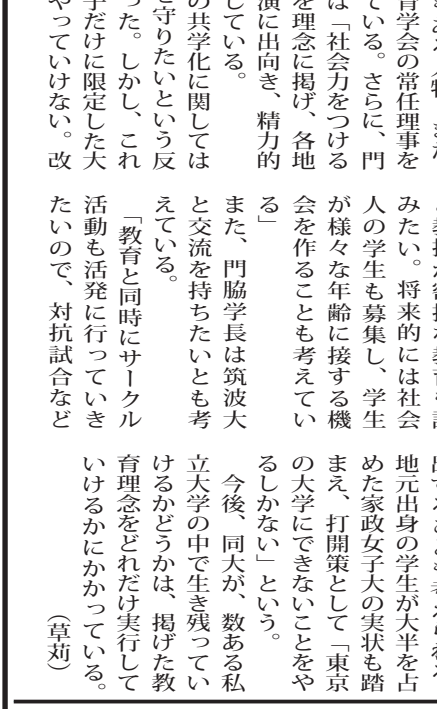 育学会の常任理事を
ている。さらに、門
は「社会力をつける
を理念に掲げ、各地
演に出向き、精力的
している。
の共学化に関しては
と守りたいという反
った。しかし、これ
子だけに限定した大
やっていけない。改
みたい。将来的には社会
人の学生も募集し、学生
が様々な年齢に接する機
会を作ることも考えてい
る」
また、門脇学長は筑波大
と交流を持ちたいとも考
えている。
「教育と同時にサークル
活動も活発に行っていき
たいので、対抗試合など
地元出身の学生が大半を占
めた家政女子大の実状も踏
まえ、打開策として「東京
の大学にできないことをや
るしかない」という。
今後、同大が、数ある私
立大学の中で生き残ってい
けるかどうかは、掲げた教
育理念をどれだけ実行して
いけるかにかかっている。
(草苅)